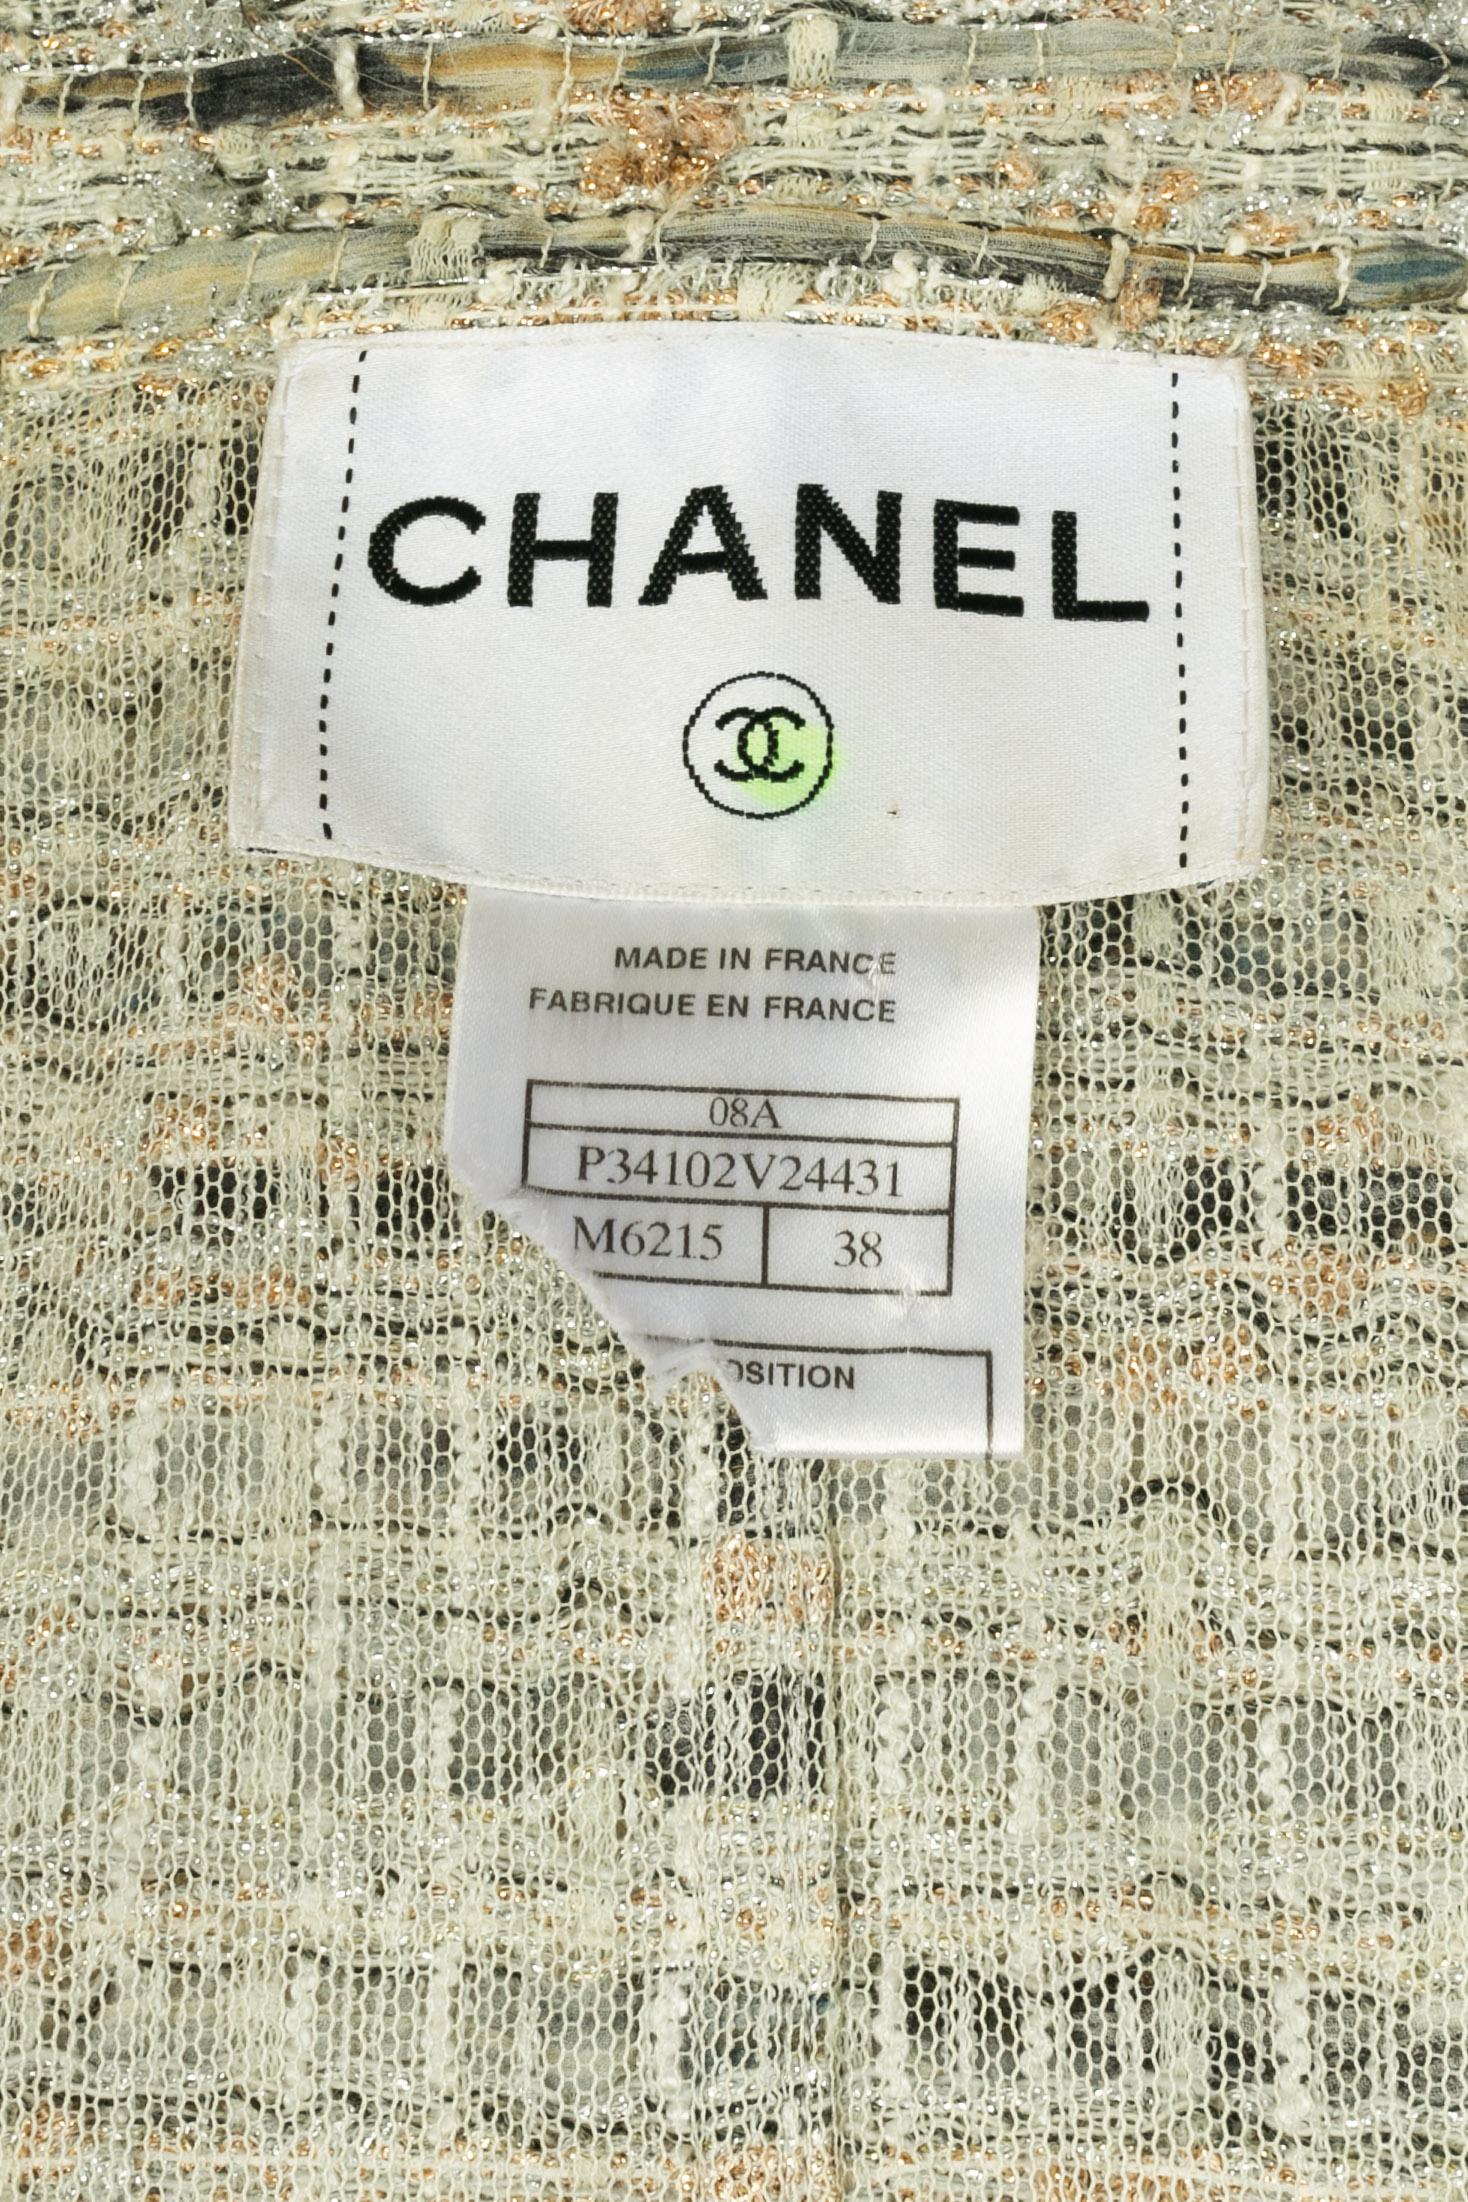 CHANEL
MADE IN FRANCE
FABRIQUE EN FRANCE
08A
P34102V24431
M6215 38
OSITION